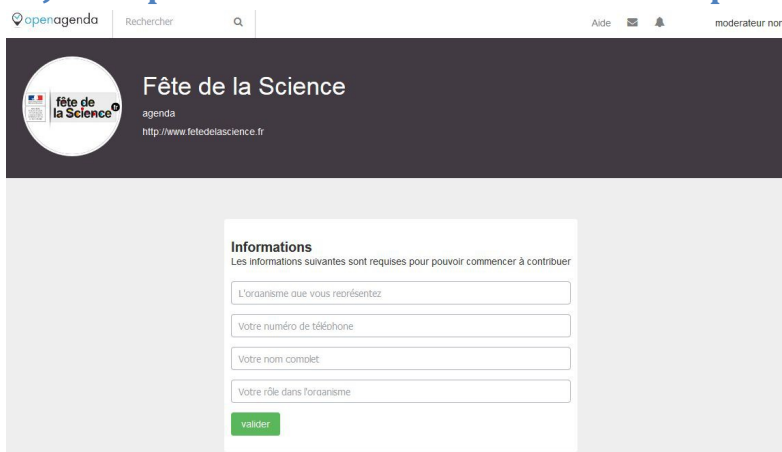 openagenda
Rechercher
Aide
moderateur nor
fête de
la Science
fr
Fête de la Science
agenda
http://www.fetedelascience.fr
Informations
Les informations suivantes sont requises pour pouvoir commencer à contribuer
L'organisme que vous représentez
Votre numéro de téléphone
Votre nom complet
Votre rôle dans l'organisme
valider